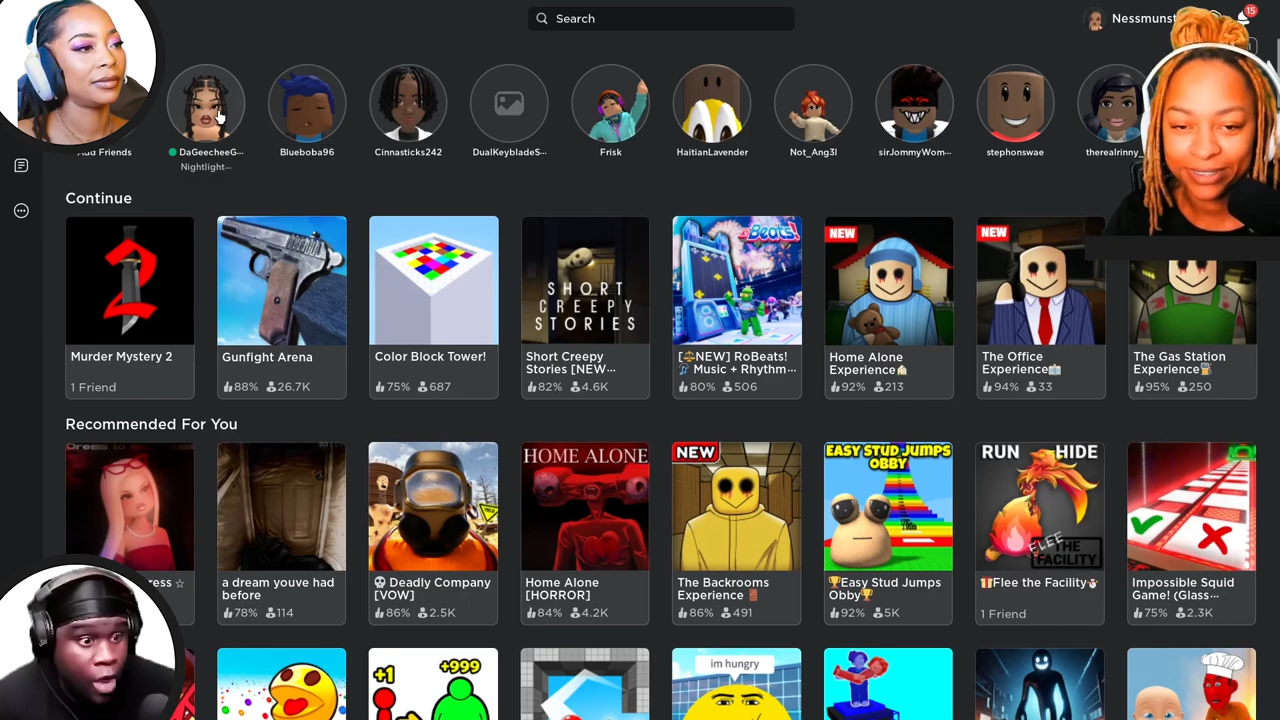 Search
Nessmunst
15
Add Friends
DaGeecheeG...
Nightlight...
Blueboba96
Cinnasticks242
DualKeybladeS...
Frisk
HaitianLavender
Not_Ang3l
sirJommyWom...
stephonswae
therealrinny_
Continue
2
Beats!
NEW
NEW
SHORT
CREEPY
STORIES
Murder Mystery 2
1 Friend
Gunfight Arena
88% 26.7K
Color Block Tower!
75% 687
Short Creepy
Stories [NEW...
82% 4.6K
[⚖️NEW] RoBeats!
🎵 Music + Rhythm...
80% 506
Home Alone
Experience🏠
92% 213
The Office
Experience🏙️
94% 33
The Gas Station
Experience⛽
95% 250
Recommended For You
HOME ALONE
NEW
EASY STUD JUMPS
OBBY
RUN HIDE
FLEE
THE
FACILITY
ress ☆
a dream youve had
before
78% 114
💀 Deadly Company
[VOW]
86% 2.5K
Home Alone
[HORROR]
84% 4.2K
The Backrooms
Experience 🚪
86% 491
🏆Easy Stud Jumps
Obby🏆
92% 5K
🎁Flee the Facility⛄
1 Friend
Impossible Squid
Game! (Glass...
75% 2.3K
+1
+999
im hungry